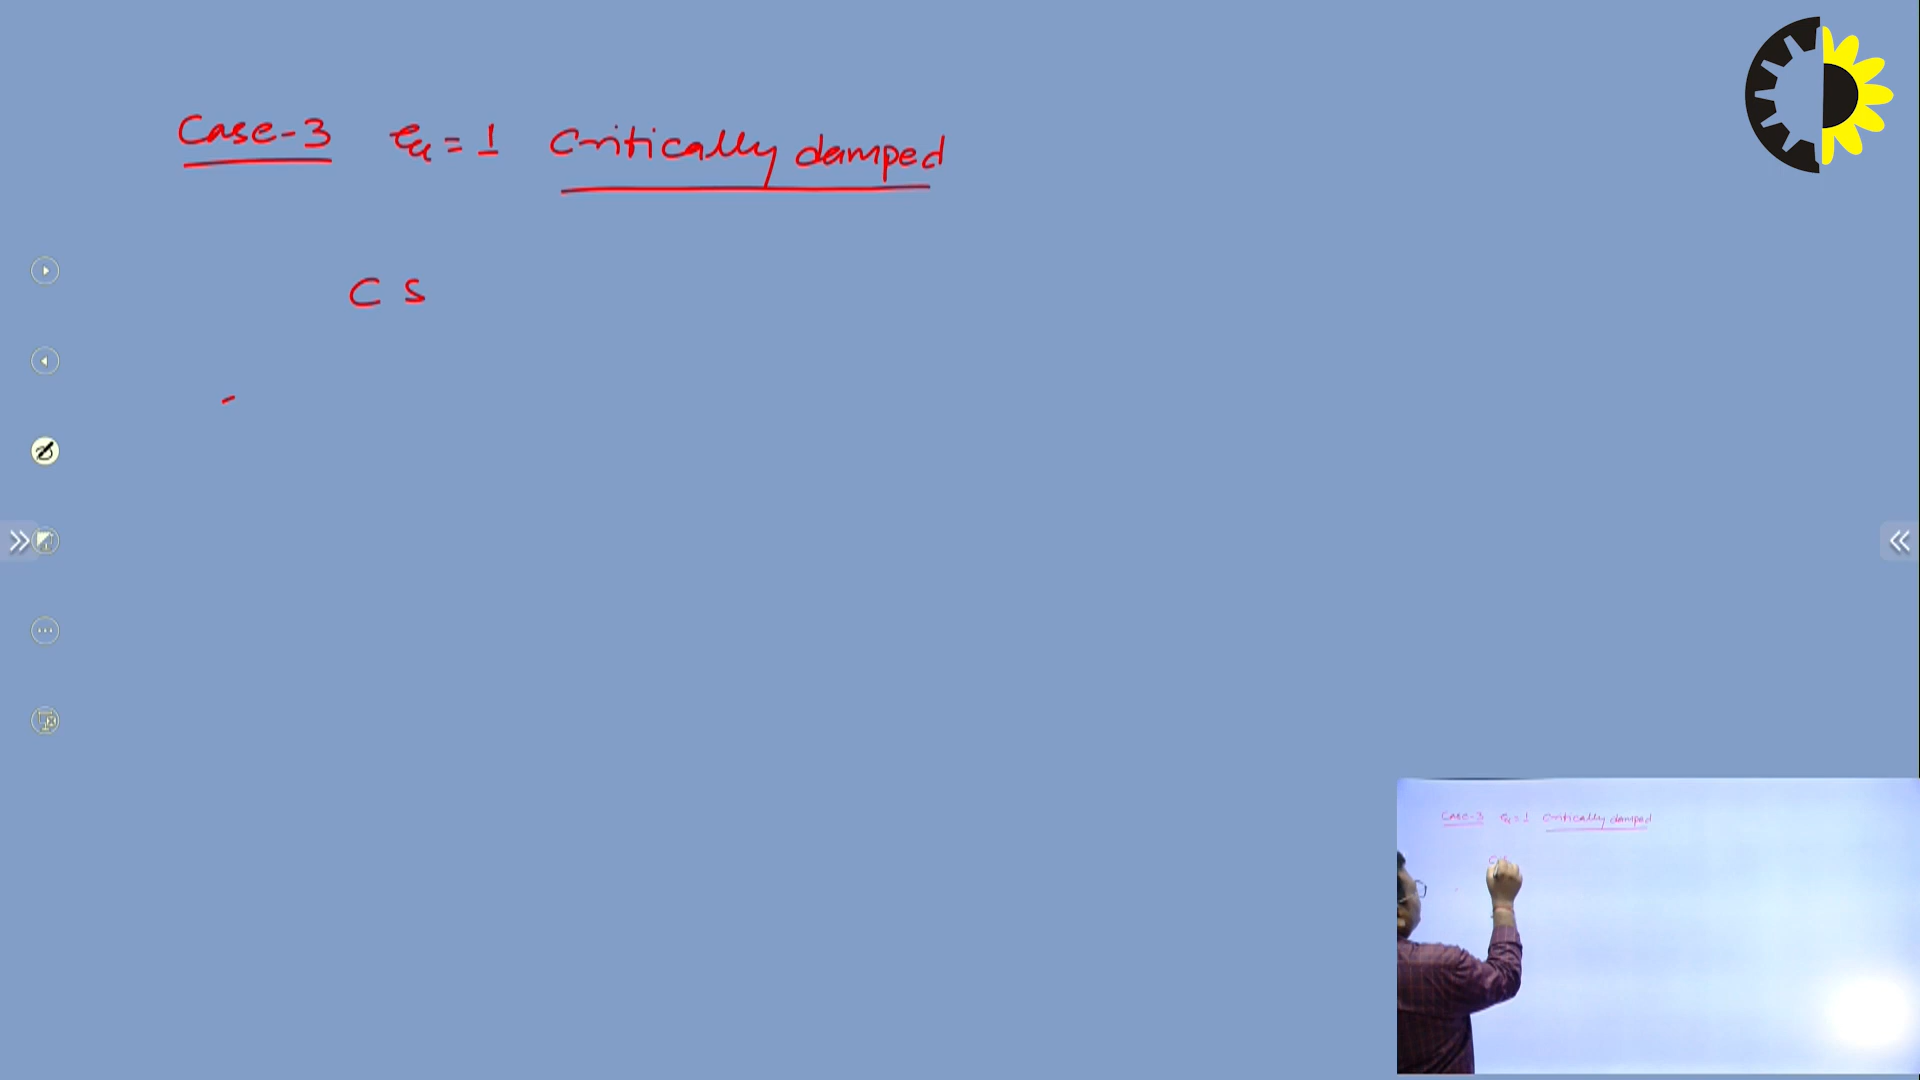 Case-3 ξ = 1 Critically damped
C S